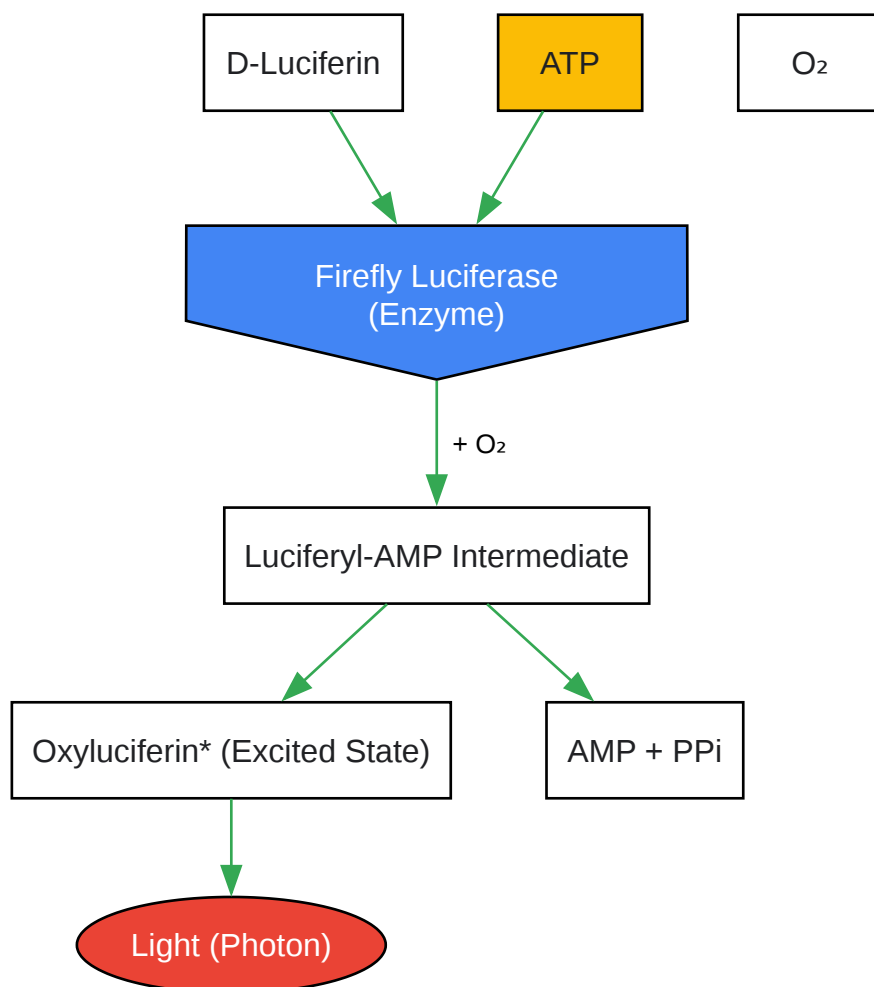 D-Luciferin
ATP
O₂
Firefly Luciferase
(Enzyme)
+ O₂
Luciferyl-AMP Intermediate
Oxyluciferin* (Excited State)
AMP + PPi
Light (Photon)